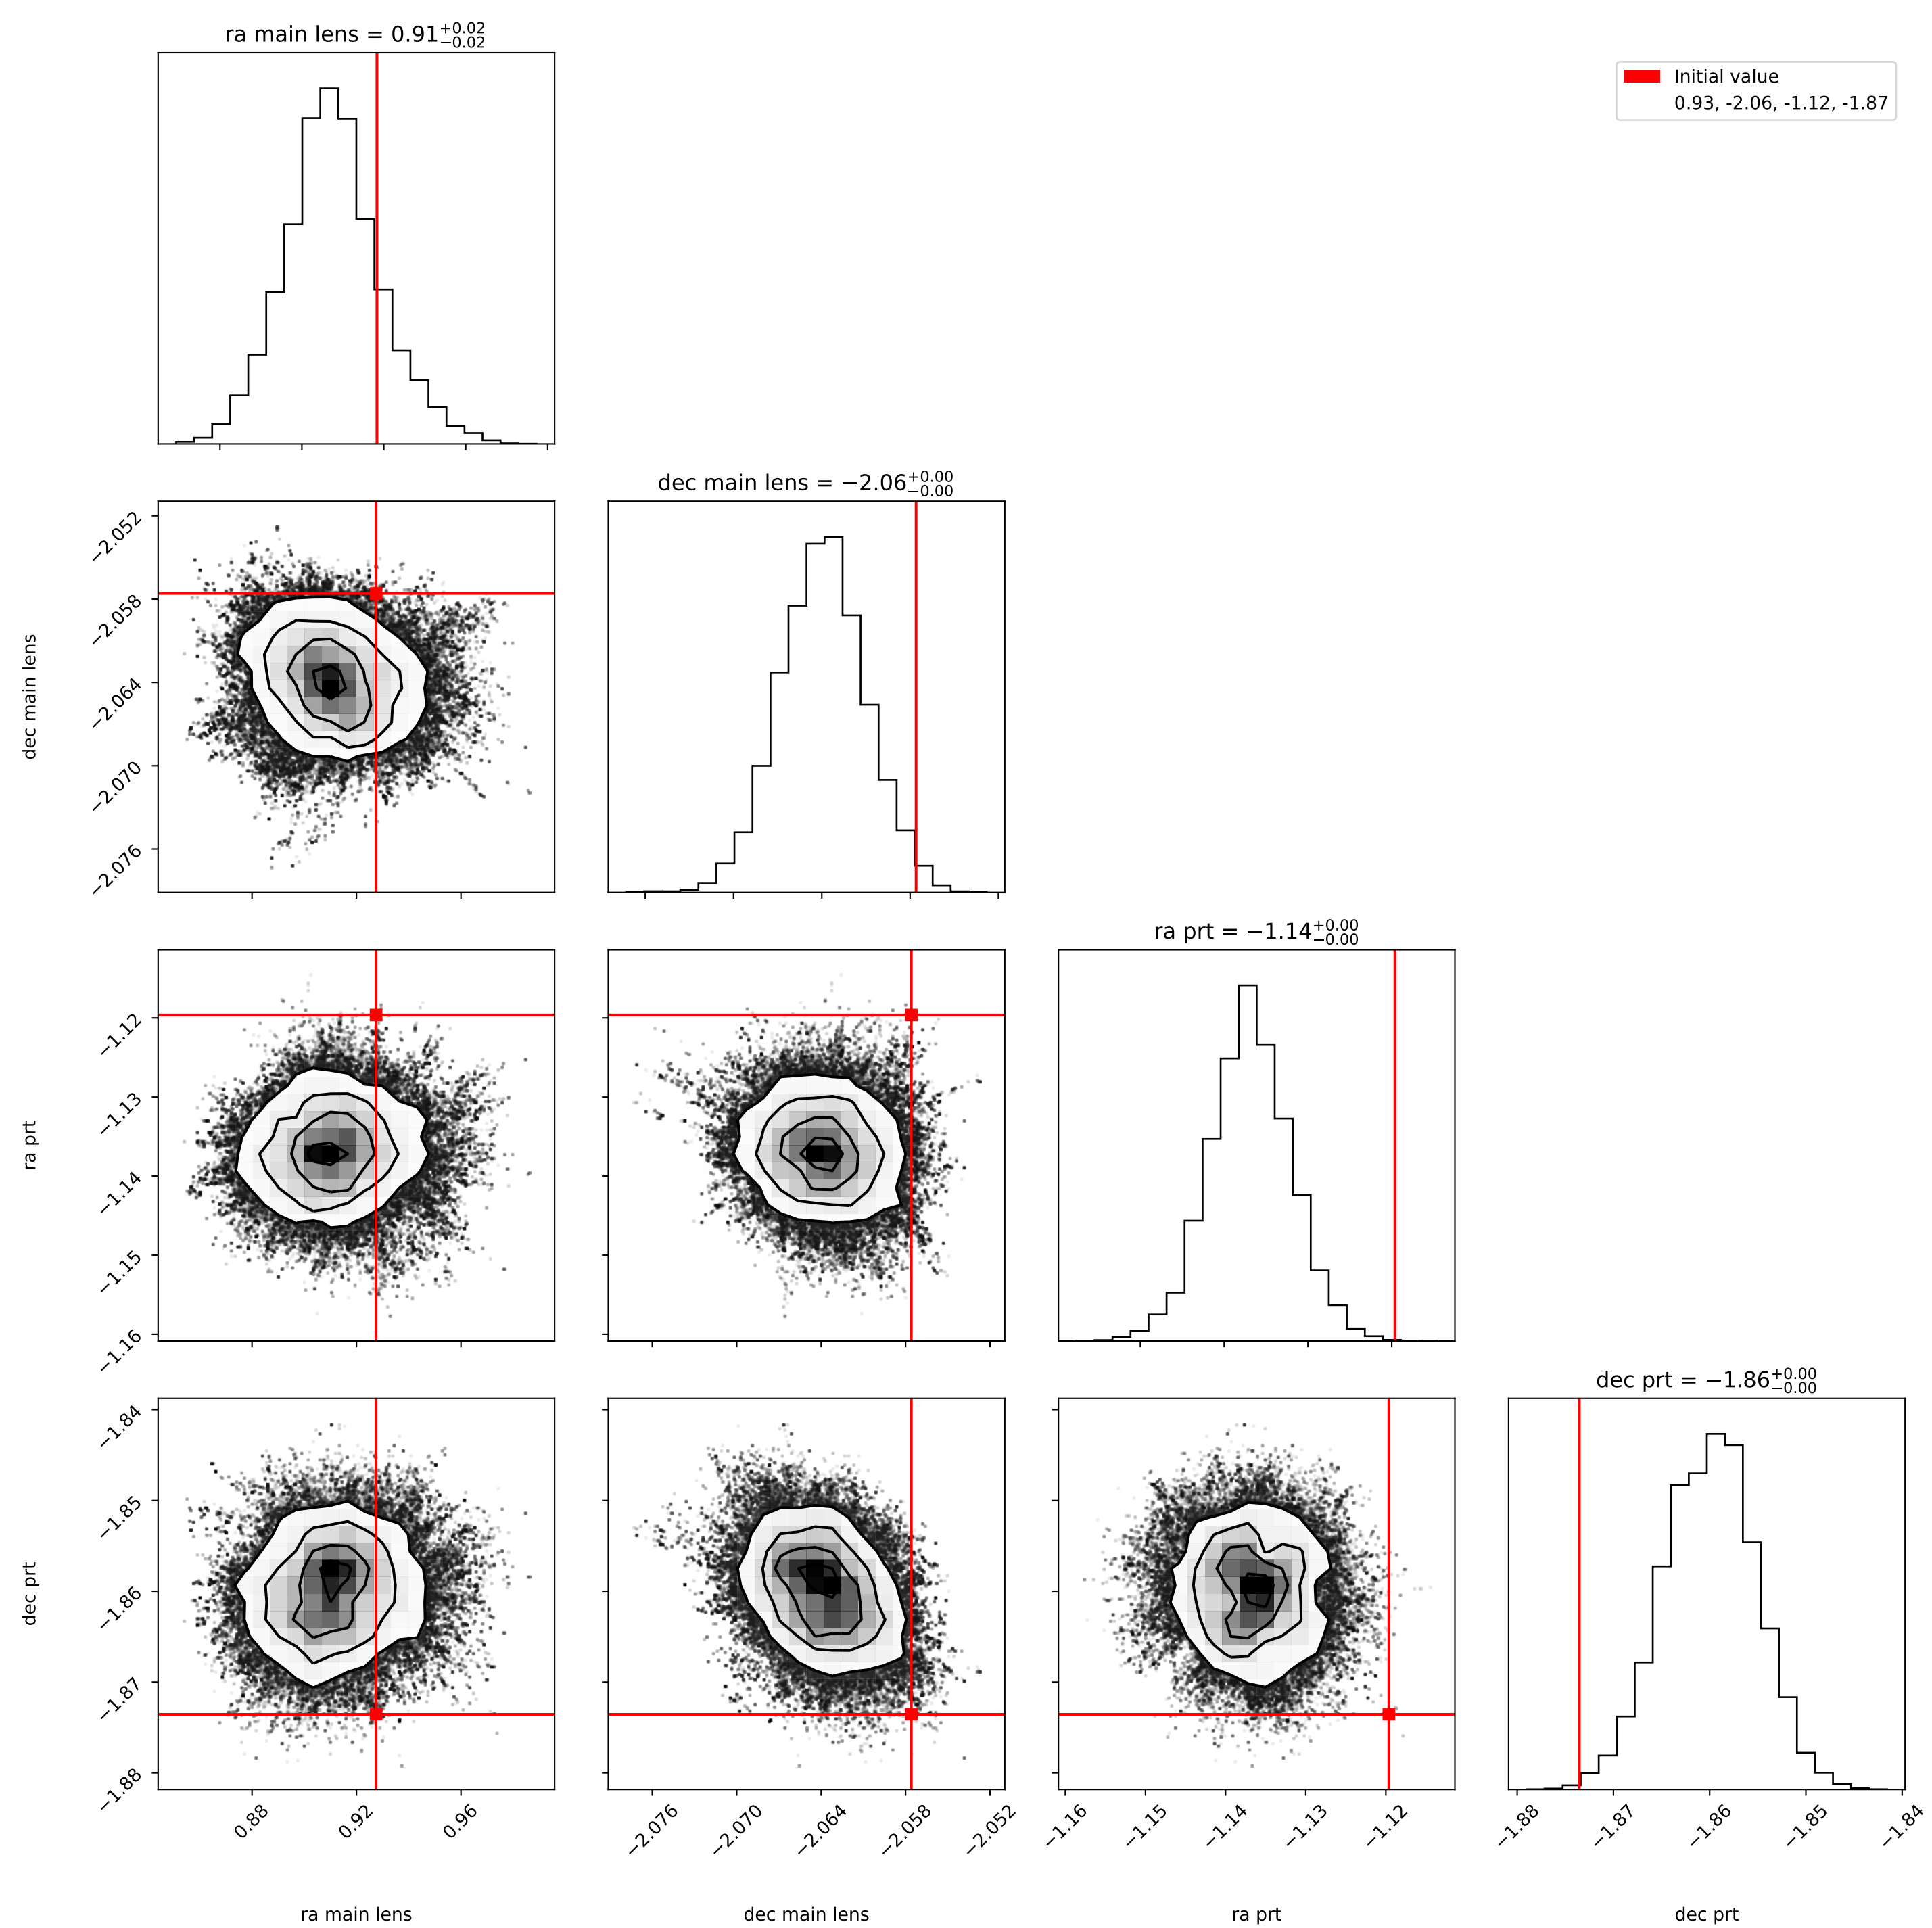 ra main lens = 0.91+0.02−0.02
Initial value
0.93, -2.06, -1.12, -1.87
dec main lens = −2.06+0.00−0.00
−2.052
−2.058
−2.064
−2.070
−2.076
dec main lens
ra prt = −1.14+0.00−0.00
−1.12
−1.13
−1.14
−1.15
−1.16
ra prt
dec prt = −1.86+0.00−0.00
−1.84
−1.85
−1.86
−1.87
−1.88
dec prt
0.88 0.92 0.96
−2.076 −2.070 −2.064 −2.058 −2.052
−1.16 −1.15 −1.14 −1.13 −1.12
−1.88 −1.87 −1.86 −1.85 −1.84
ra main lens
dec main lens
ra prt
dec prt